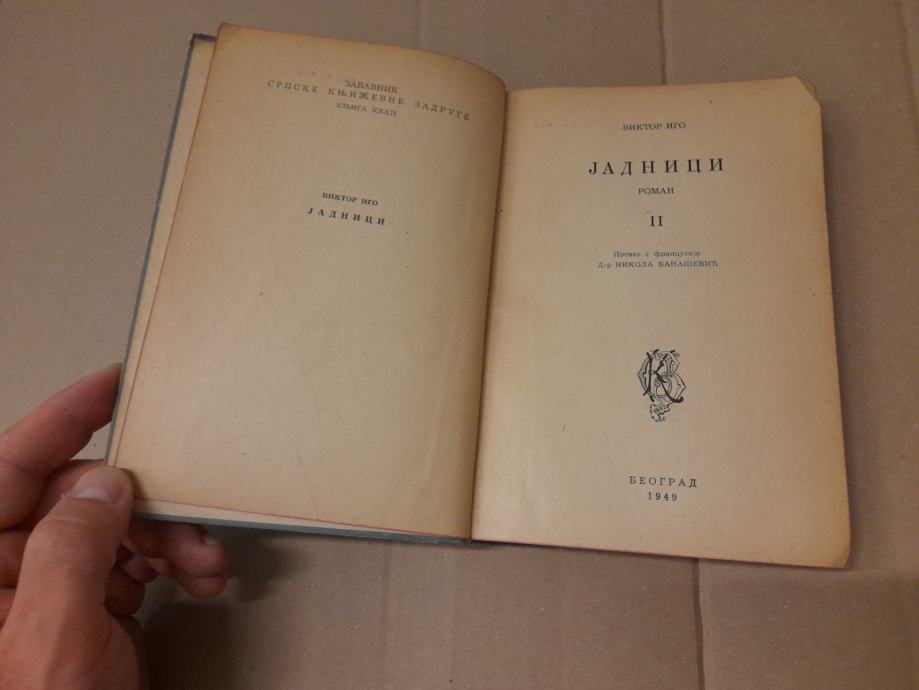 ЗАБАВНИК
СРПСКЕ КЊИЖЕВНЕ ЗАДРУГЕ
КЊИГА XXXII
ВИКТОР ИГО
ЈАДНИЦИ
ВИКТОР ИГО
ЈАДНИЦИ
РОМАН
II
Превео с француског
Д-р НИКОЛА БАНАШЕВИЋ
БЕОГРАД
1949